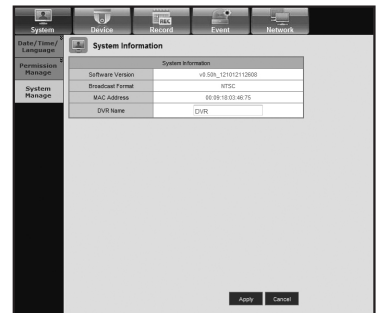 REC
System Device Record Event Network
Date/Time/
Language
Permission
Manage
System
Manage
System Information
System Information
Software Version v0.50h_121012112608
Broadcast Format NTSC
MAC Address 00:09:18:03:46:75
DVR Name DVR
Apply Cancel